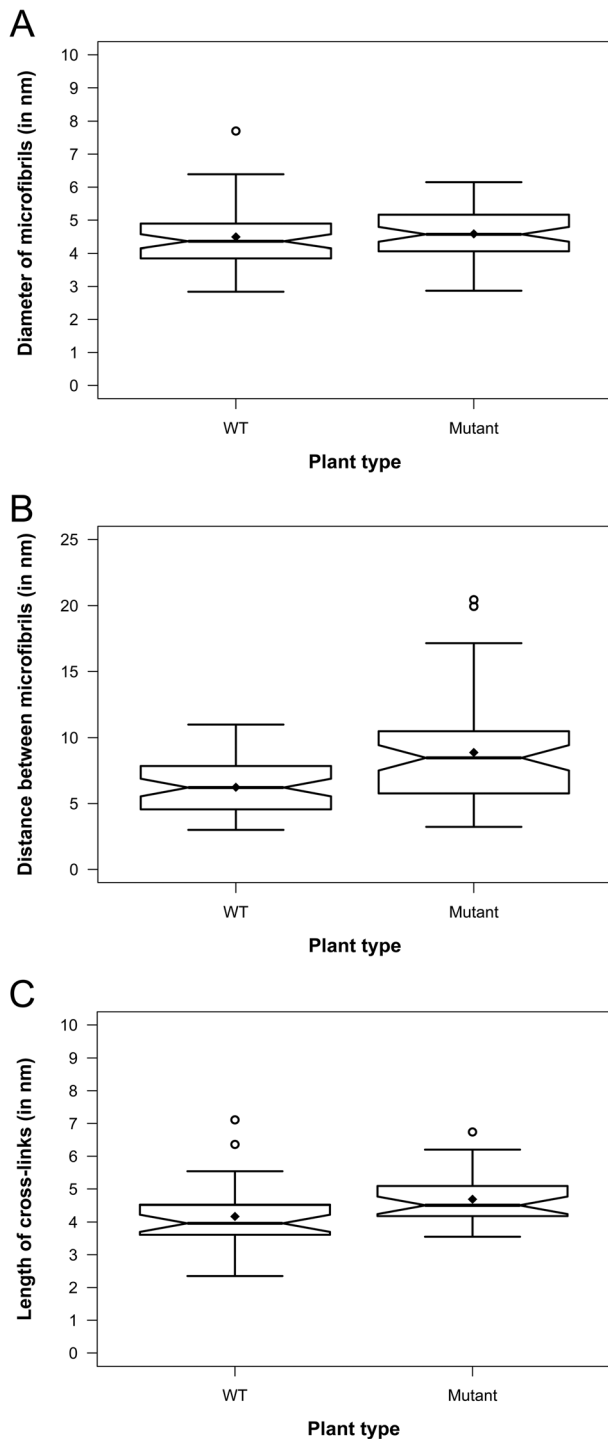 A
Diameter of microfibrils (in nm)
10
9
8
7
6
5
4
3
2
1
0
WT Mutant
Plant type
B
Distance between microfibrils (in nm)
25
20
15
10
5
0
WT Mutant
Plant type
C
Length of cross-links (in nm)
10
9
8
7
6
5
4
3
2
1
0
WT Mutant
Plant type